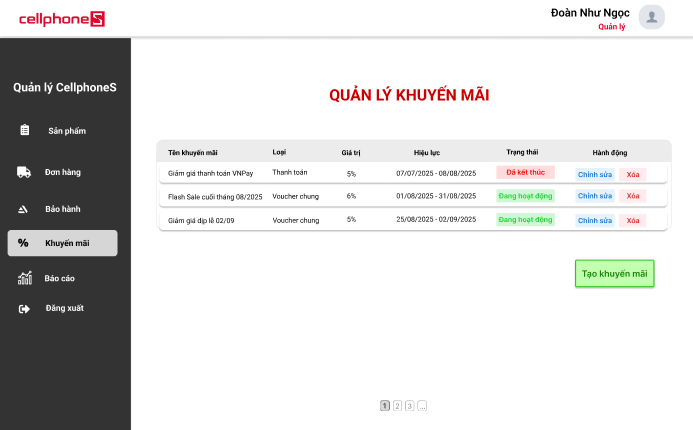 cellphoneS
Đoàn Như Ngọc
Quản lý
Quản lý CellphoneS
Sản phẩm
Đơn hàng
Bảo hành
% Khuyến mãi
Báo cáo
Đăng xuất
QUẢN LÝ KHUYẾN MÃI
Tên khuyến mãi Loại Giá trị Hiệu lực Trạng thái Hành động
Giảm giá thanh toán VNPay Thanh toán 5% 07/07/2025 - 08/08/2025 Đã kết thúc Chỉnh sửa Xóa
Flash Sale cuối tháng 08/2025 Voucher chung 6% 01/08/2025 - 31/08/2025 Đang hoạt động Chỉnh sửa Xóa
Giảm giá dịp lễ 02/09 Voucher chung 5% 25/08/2025 - 02/09/2025 Đang hoạt động Chỉnh sửa Xóa
Tạo khuyến mãi
1 2 3 ...